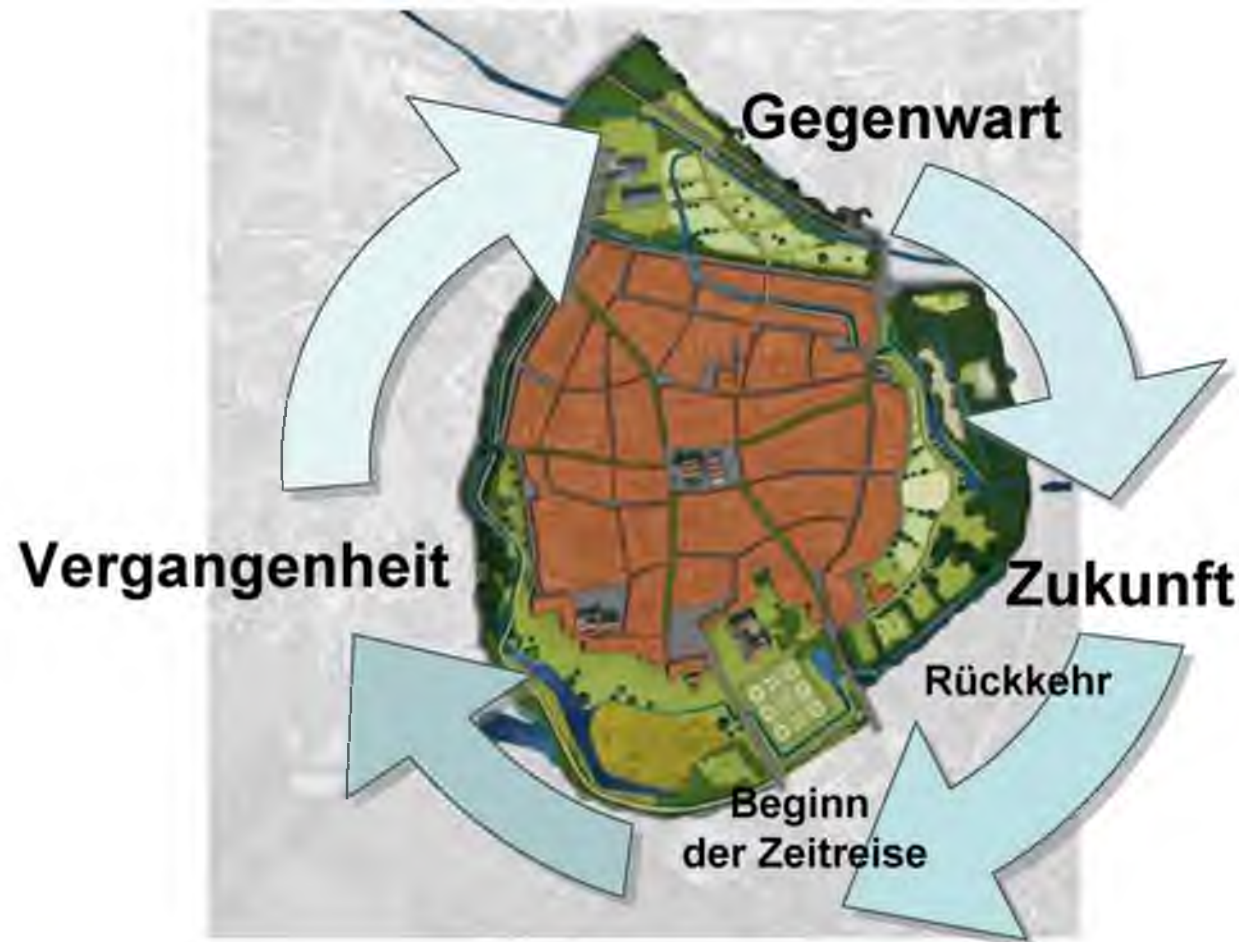 Gegenwart
Vergangenheit
Zukunft
Rückkehr
Beginn
der Zeitreise